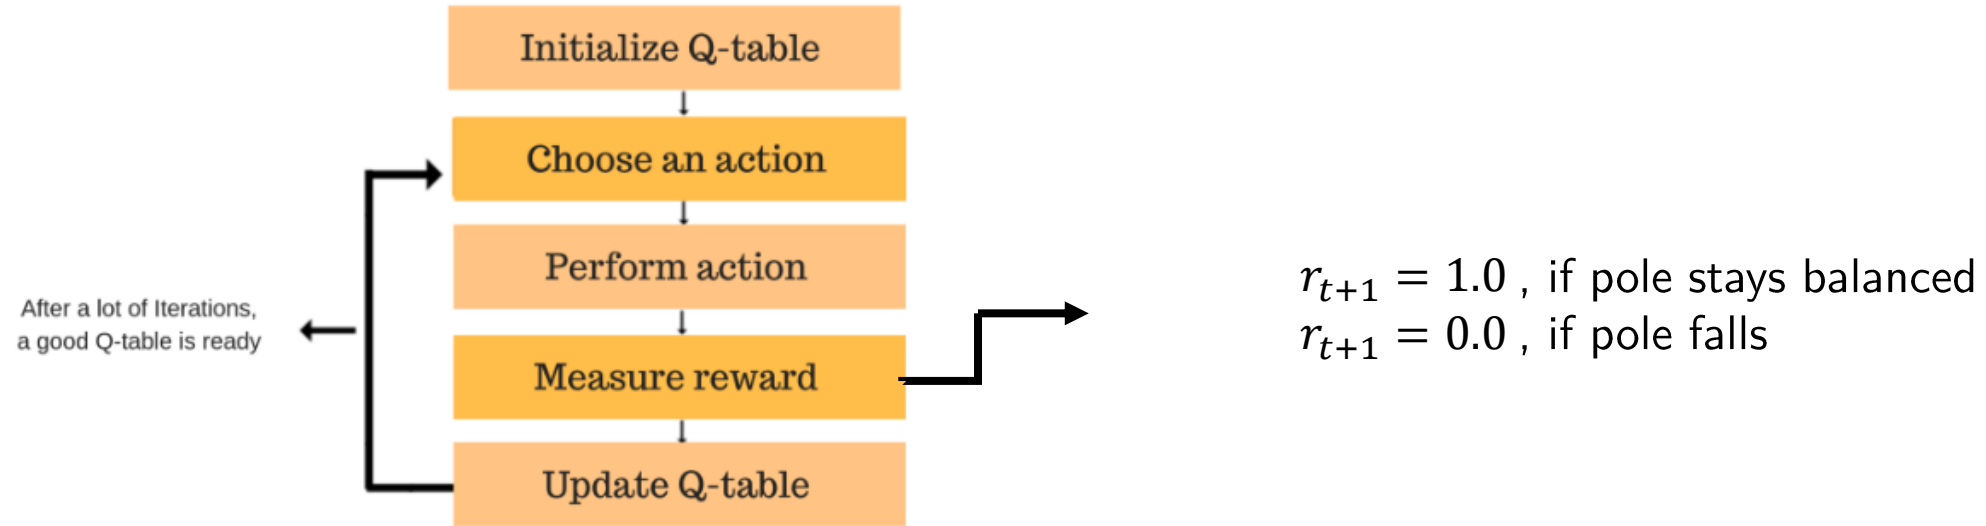 Initialize Q-table
Choose an action
Perform action
Measure reward
Update Q-table
After a lot of Iterations,
a good Q-table is ready
r_{t+1} = 1.0 , if pole stays balanced
r_{t+1} = 0.0 , if pole falls